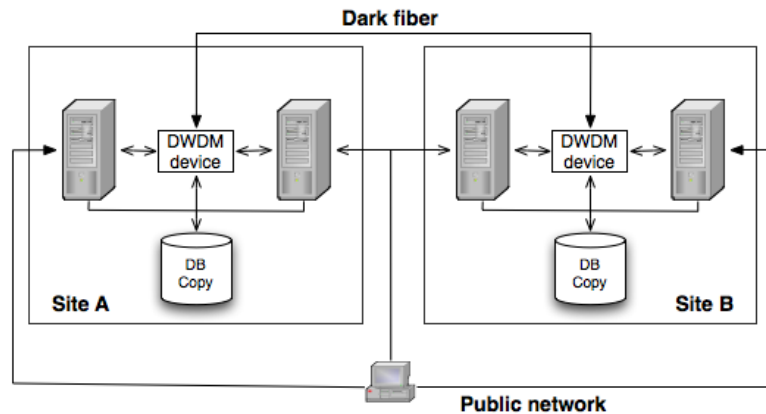 Dark fiber
DWDM
device
DWDM
device
DB
Copy
DB
Copy
Site A
Site B
Public network